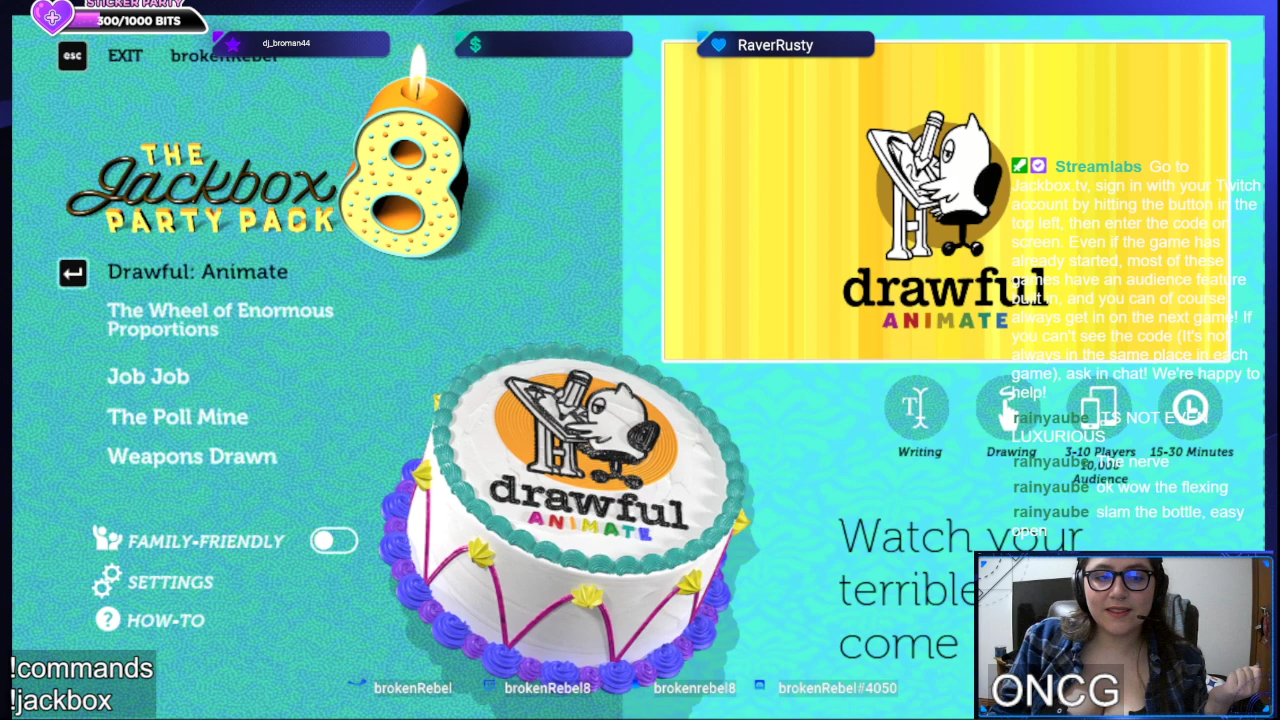 STICKER PARTY
300/1000 BITS
dj_broman44
$
RaverRusty
esc
EXIT
brokenRebel
THE
Jackbox
PARTY PACK
8
Drawful: Animate
The Wheel of Enormous
Proportions
Job Job
The Poll Mine
Weapons Drawn
FAMILY-FRIENDLY
SETTINGS
? HOW-TO
!commands
!jackbox
drawful
ANIMATE
drawful
ANIMATE
Streamlabs Go to
Jackbox.tv, sign in with your Twitch
account by hitting the button in the
top left, then enter the code on
screen. Even if the game has
already started, most of these
games have an audience feature
built in, and you can of course
always get in on the next game! If
you can't see the code (It's not
always in the same place in each
game), ask in chat! We're happy to
help!
rainyaube ITS NOT EVEN
LUXURIOUS
rainyaube The nerve
rainyaube ok wow the flexing
rainyaube slam the bottle, easy
open
T
Writing
Drawing
3-10 Players
10,000
Audience
15-30 Minutes
Watch your
terrible
come
brokenRebel
brokenRebel8
brokenrebel8
brokenRebel#4050
ONCG